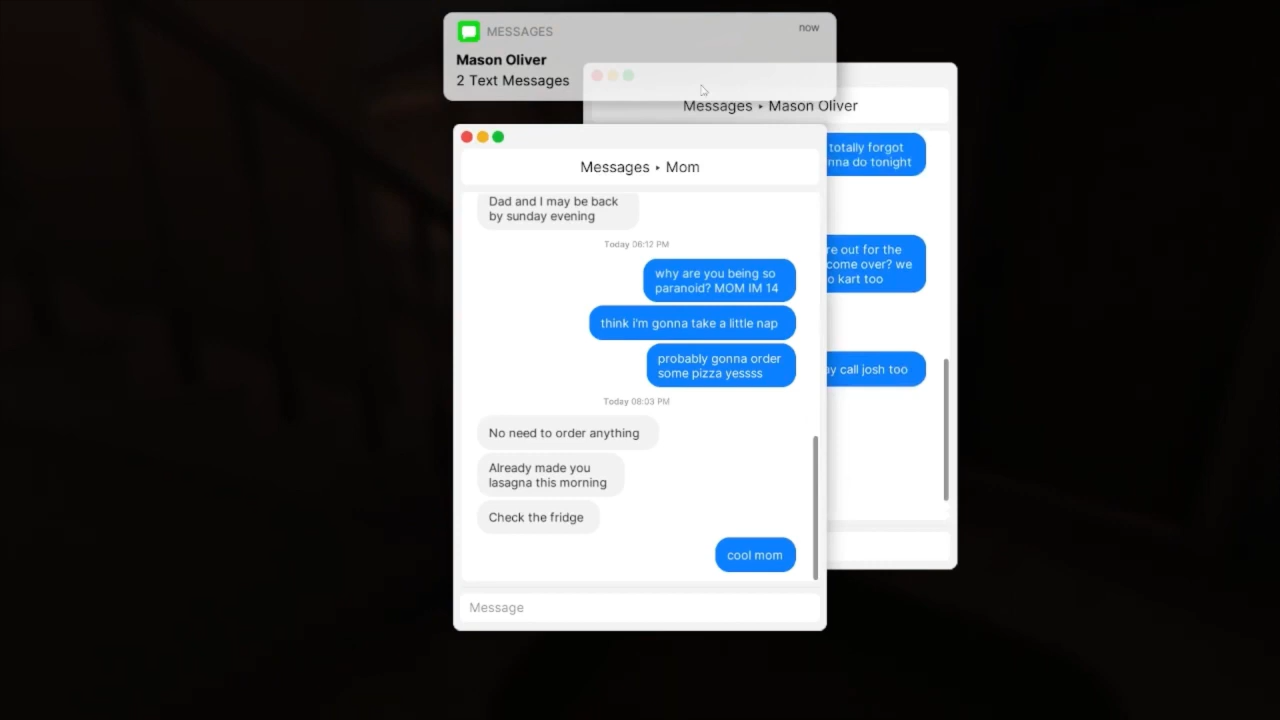 MESSAGES
now
Mason Oliver
2 Text Messages
Messages ‣ Mason Oliver
totally forgot
nna do tonight
re out for the
come over? we
o kart too
ay call josh too
Messages ‣ Mom
Dad and I may be back
by sunday evening
Today 06:12 PM
why are you being so
paranoid? MOM IM 14
think i'm gonna take a little nap
probably gonna order
some pizza yessss
Today 08:03 PM
No need to order anything
Already made you
lasagna this morning
Check the fridge
cool mom
Message